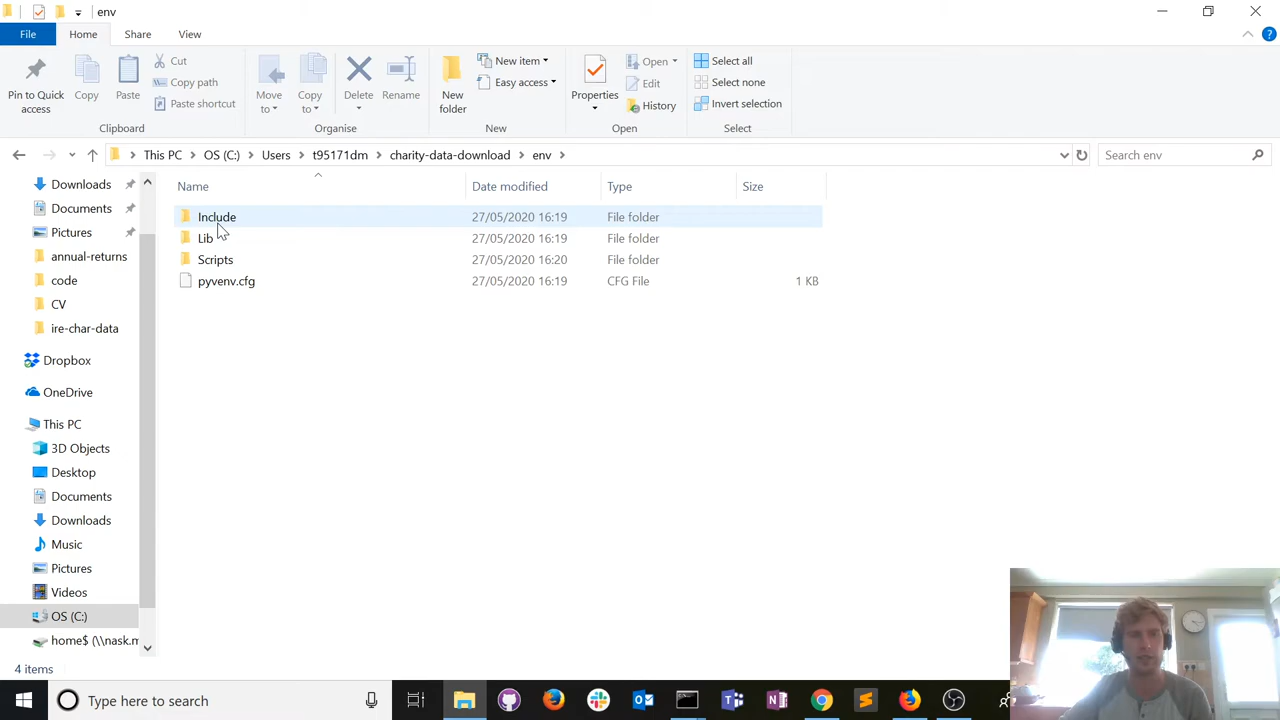 env
File Home Share View
Pin to Quick access
Copy
Paste
Cut
Copy path
Paste shortcut
Clipboard
Move to
Copy to
Delete
Rename
Organise
New folder
New item
Easy access
New
Properties
Open
Edit
History
Open
Select all
Select none
Invert selection
Select
This PC > OS (C:) > Users > t95171dm > charity-data-download > env >
Search env
Downloads
Documents
Pictures
annual-returns
code
CV
ire-char-data
Dropbox
OneDrive
This PC
3D Objects
Desktop
Documents
Downloads
Music
Pictures
Videos
OS (C:)
home$ (\\nask.m
Name Date modified Type Size
Include 27/05/2020 16:19 File folder
Lib 27/05/2020 16:19 File folder
Scripts 27/05/2020 16:20 File folder
pyvenv.cfg 27/05/2020 16:19 CFG File 1 KB
4 items
Type here to search